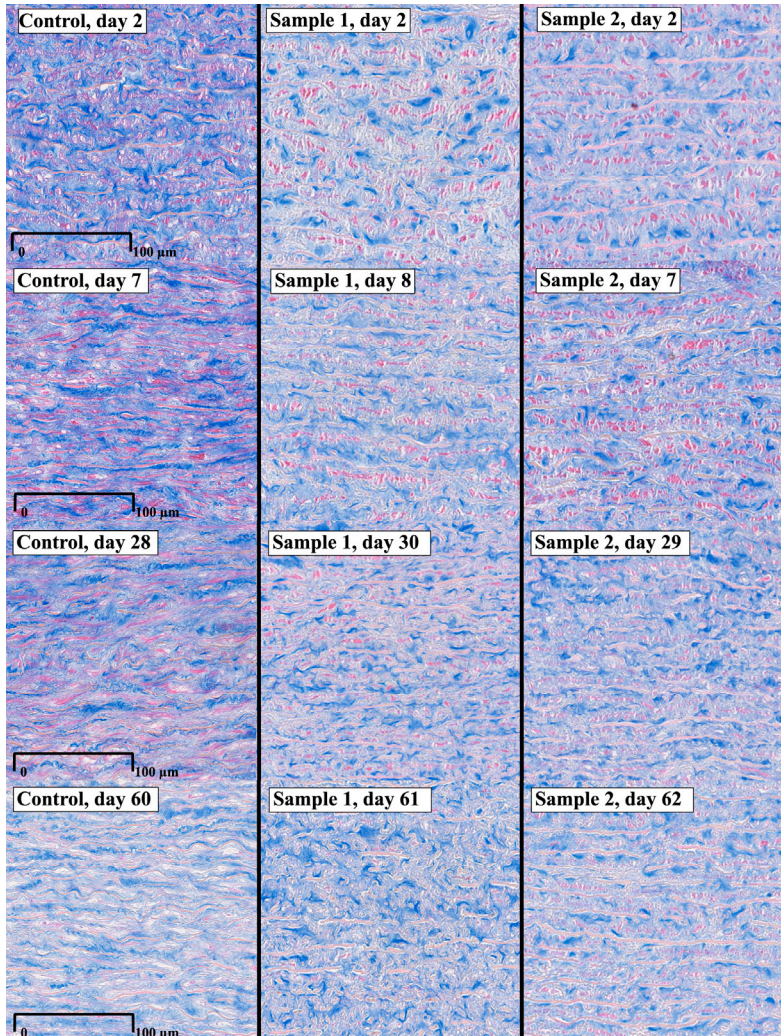 Control, day 2
Sample 1, day 2
Sample 2, day 2
0
100 µm
Control, day 7
Sample 1, day 8
Sample 2, day 7
0
100 µm
Control, day 28
Sample 1, day 30
Sample 2, day 29
0
100 µm
Control, day 60
Sample 1, day 61
Sample 2, day 62
0
100 µm